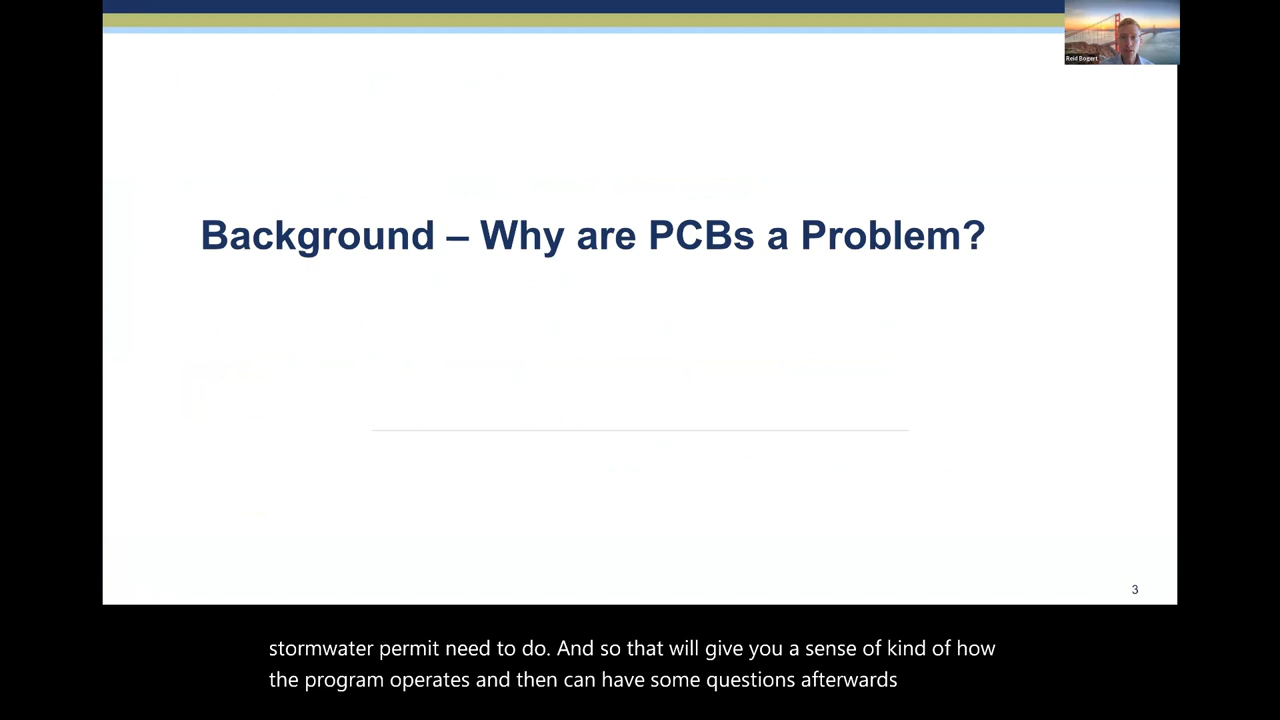 Reid Bogert
Background – Why are PCBs a Problem?
3
stormwater permit need to do. And so that will give you a sense of kind of how
the program operates and then can have some questions afterwards